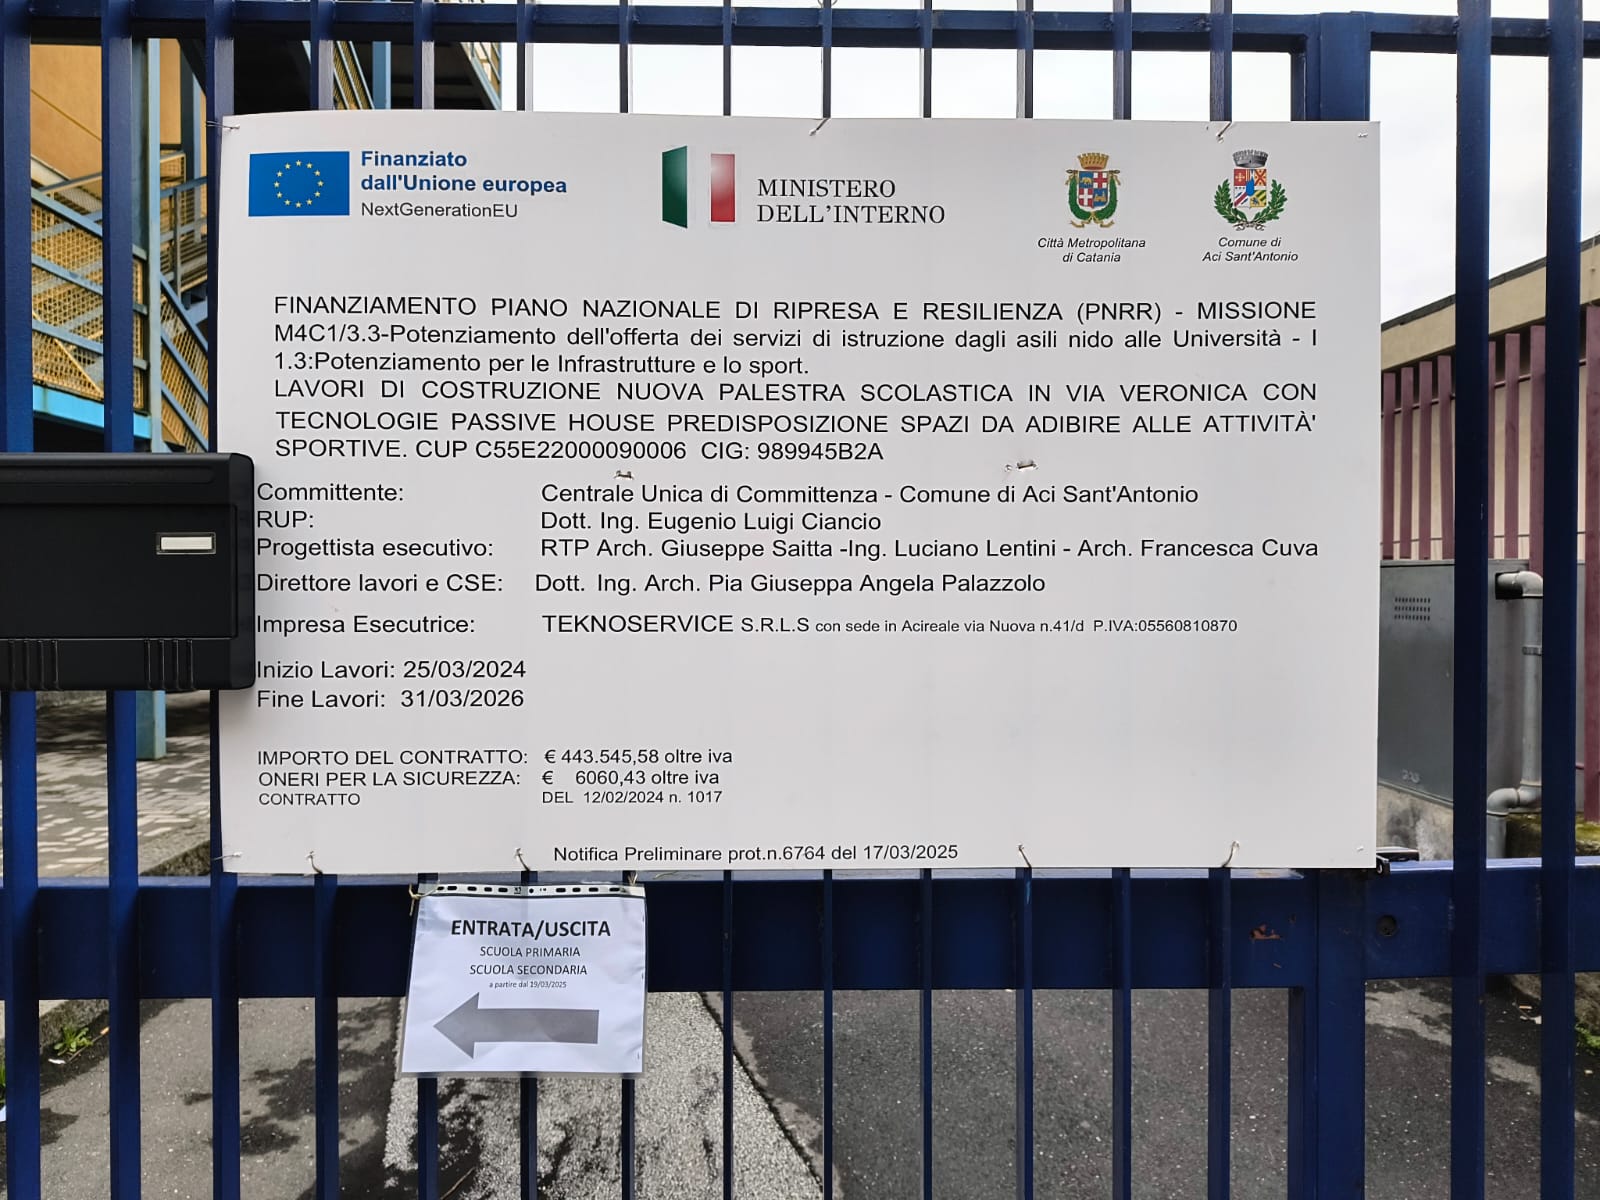 Finanziato
dall'Unione europea
NextGenerationEU
MINISTERO
DELL'INTERNO
Città Metropolitana
di Catania
Comune di
Aci Sant'Antonio
FINANZIAMENTO PIANO NAZIONALE DI RIPRESA E RESILIENZA (PNRR) - MISSIONE
M4C1/3.3-Potenziamento dell'offerta dei servizi di istruzione dagli asili nido alle Università - I
1.3:Potenziamento per le Infrastrutture e lo sport.
LAVORI DI COSTRUZIONE NUOVA PALESTRA SCOLASTICA IN VIA VERONICA CON
TECNOLOGIE PASSIVE HOUSE PREDISPOSIZIONE SPAZI DA ADIBIRE ALLE ATTIVITÀ'
SPORTIVE. CUP C55E22000090006 CIG: 989945B2A
Committente: Centrale Unica di Committenza - Comune di Aci Sant'Antonio
RUP: Dott. Ing. Eugenio Luigi Ciancio
Progettista esecutivo: RTP Arch. Giuseppe Saitta -Ing. Luciano Lentini - Arch. Francesca Cuva
Direttore lavori e CSE: Dott. Ing. Arch. Pia Giuseppa Angela Palazzolo
Impresa Esecutrice: TEKNOSERVICE S.R.L.S con sede in Acireale via Nuova n.41/d P.IVA:05560810870
Inizio Lavori: 25/03/2024
Fine Lavori: 31/03/2026
IMPORTO DEL CONTRATTO: € 443.545,58 oltre iva
ONERI PER LA SICUREZZA: € 6060,43 oltre iva
CONTRATTO DEL 12/02/2024 n. 1017
Notifica Preliminare prot.n.6764 del 17/03/2025
ENTRATA/USCITA
SCUOLA PRIMARIA
SCUOLA SECONDARIA
a partire dal 19/03/2025